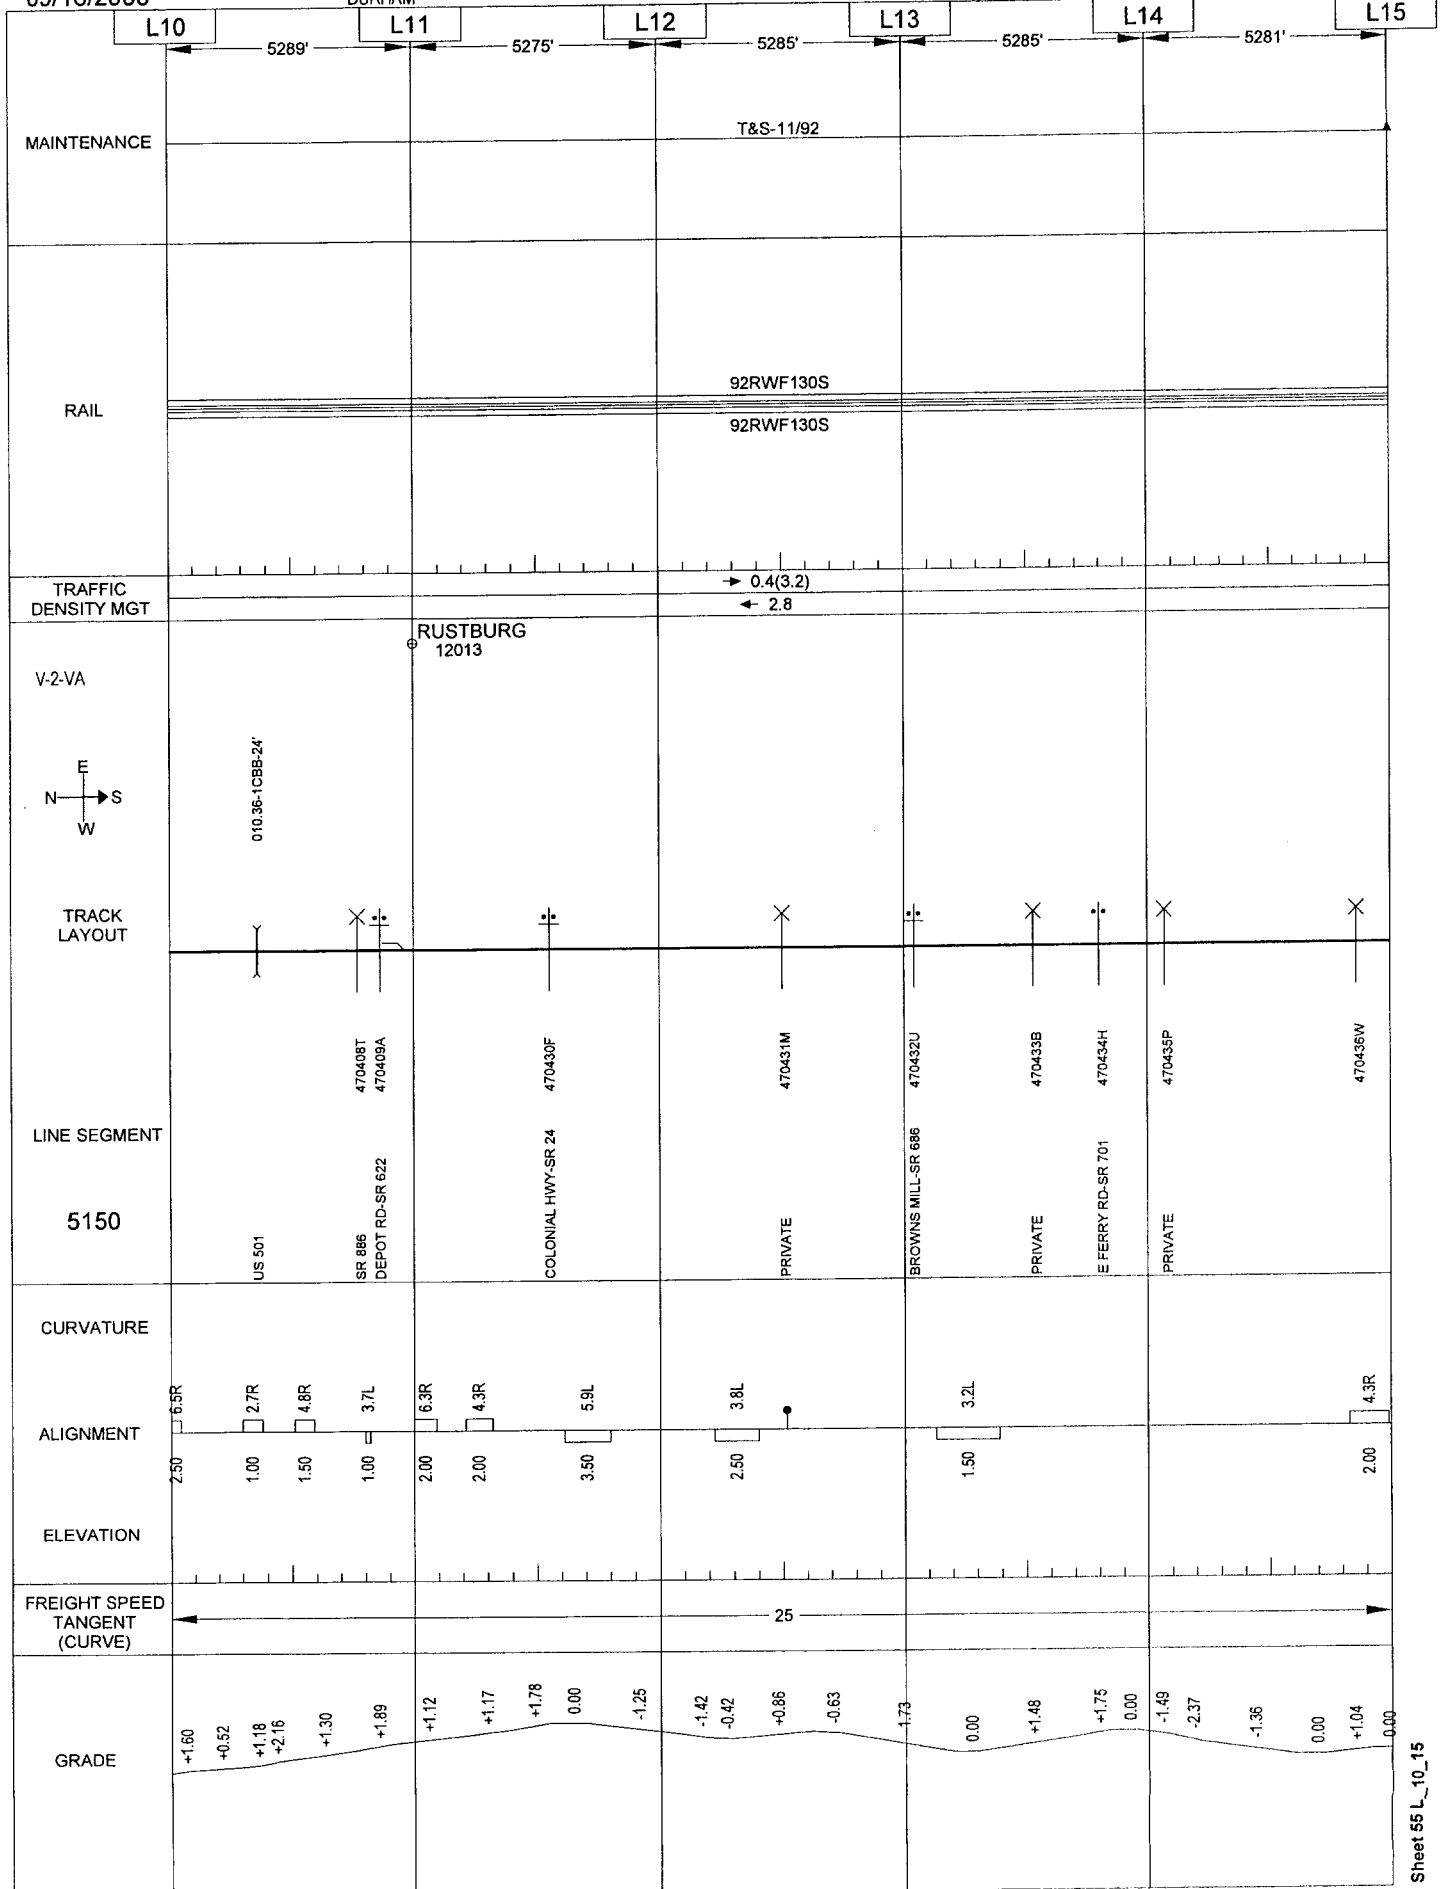 L10 L11 L12 L13 L14 L15
5289' 5275' 5285' 5285' 5281'
MAINTENANCE
T&S-11/92
RAIL
92RWF130S
92RWF130S
TRAFFIC
DENSITY MGT
0.4(3.2)
2.8
RUSTBURG
12013
V-2-VA
E
N S
W
010.36-1CBB-24'
TRACK
LAYOUT
470408T
470409A
470430F
470431M
470432U
470433B
470434H
470435P
470436W
LINE SEGMENT
5150
US 501
SR 886
DEPOT RD-SR 622
COLONIAL HWY-SR 24
PRIVATE
BROWNS MILL-SR 686
PRIVATE
E FERRY RD-SR 701
PRIVATE
CURVATURE
6.5R 2.7R 4.8R 3.7L 6.3R 4.3R 5.9L 3.8L 3.2L 4.3R
ALIGNMENT
2.50 1.00 1.50 1.00 2.00 2.00 3.50 2.50 1.50 2.00
ELEVATION
FREIGHT SPEED
TANGENT
(CURVE)
25
GRADE
+1.60 +0.52 +1.18 +2.16 +1.30 +1.89 +1.12 +1.17 +1.78 0.00 -1.25 -1.42 -0.42 +0.86 -0.63 1.73 0.00 +1.48 +1.75 0.00 -1.49 -2.37 -1.36 0.00 +1.04 0.00
Sheet 55 L_10_15